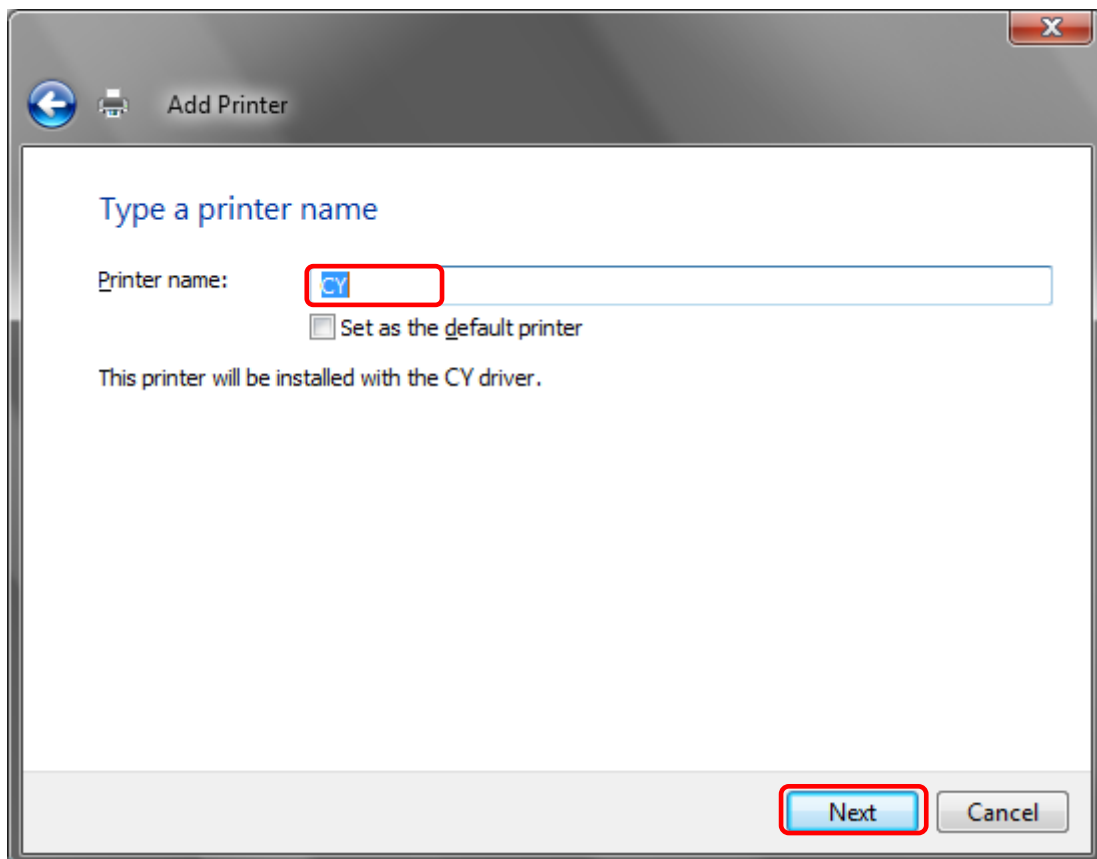 Add Printer
Type a printer name
Printer name:
CY
Set as the default printer
This printer will be installed with the CY driver.
Next
Cancel